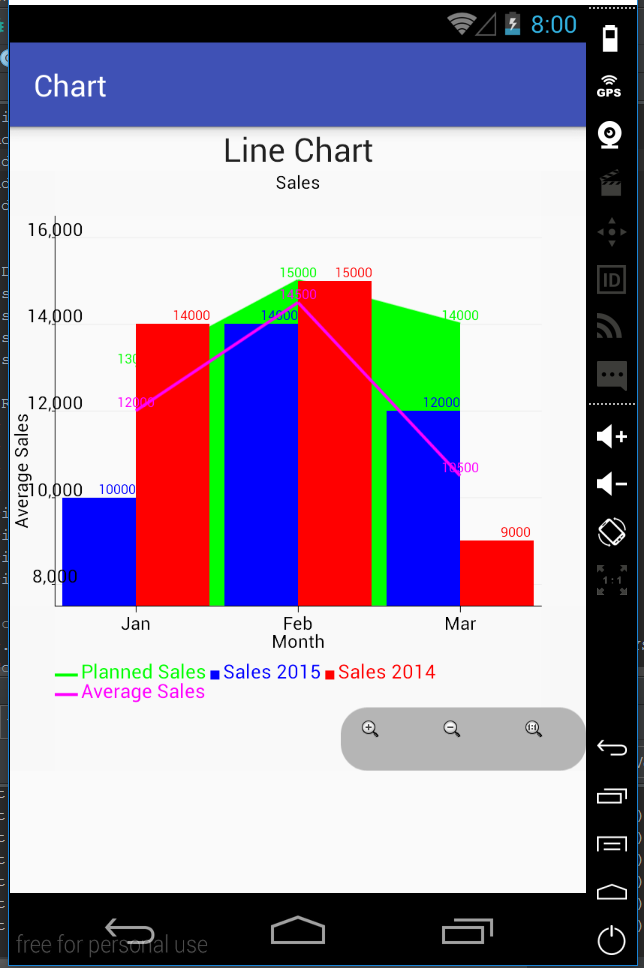 8:00
Chart
GPS
Line Chart
Sales
16,000
15000 15000
14500
14,000 14000 14000 14000
130
12,000 12000 12000
ID
Average Sales
10,000 10000 10500
9000
8,000
1:1
Jan Feb Mar
Month
Planned Sales Sales 2015 Sales 2014
Average Sales
free for personal use